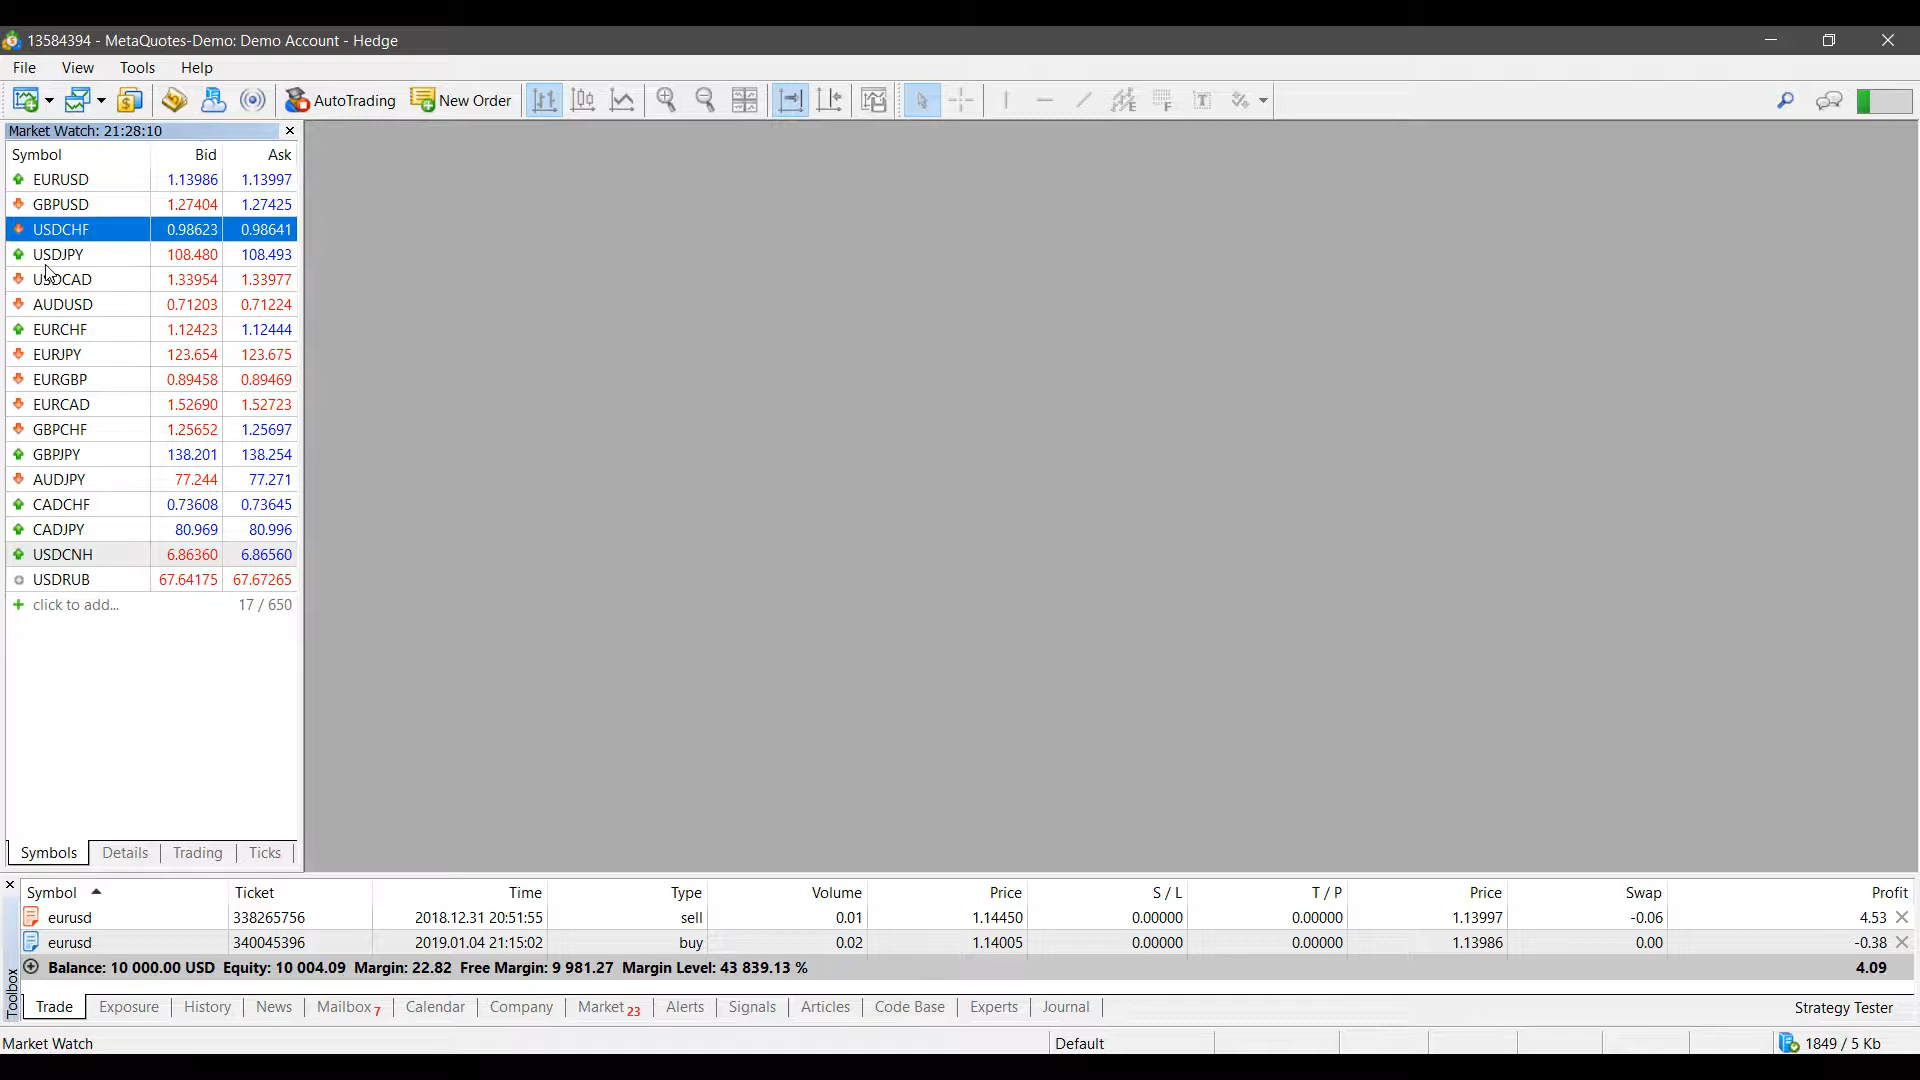 13584394 - MetaQuotes-Demo: Demo Account - Hedge
File View Tools Help
AutoTrading New Order
Market Watch: 21:28:10
Symbol Bid Ask
EURUSD 1.13986 1.13997
GBPUSD 1.27404 1.27425
USDCHF 0.98623 0.98641
USDJPY 108.480 108.493
USDCAD 1.33954 1.33977
AUDUSD 0.71203 0.71224
EURCHF 1.12423 1.12444
EURJPY 123.654 123.675
EURGBP 0.89458 0.89469
EURCAD 1.52690 1.52723
GBPCHF 1.25652 1.25697
GBPJPY 138.201 138.254
AUDJPY 77.244 77.271
CADCHF 0.73608 0.73645
CADJPY 80.969 80.996
USDCNH 6.86360 6.86560
USDRUB 67.64175 67.67265
click to add... 17 / 650
Symbols Details Trading Ticks
Symbol Ticket Time Type Volume Price S / L T / P Price Swap Profit
eurusd 338265756 2018.12.31 20:51:55 sell 0.01 1.14450 0.00000 0.00000 1.13997 -0.06 4.53
eurusd 340045396 2019.01.04 21:15:02 buy 0.02 1.14005 0.00000 0.00000 1.13986 0.00 -0.38
Balance: 10 000.00 USD Equity: 10 004.09 Margin: 22.82 Free Margin: 9 981.27 Margin Level: 43 839.13 % 4.09
Toolbox
Trade Exposure History News Mailbox 7 Calendar Company Market 23 Alerts Signals Articles Code Base Experts Journal Strategy Tester
Market Watch Default 1849 / 5 Kb